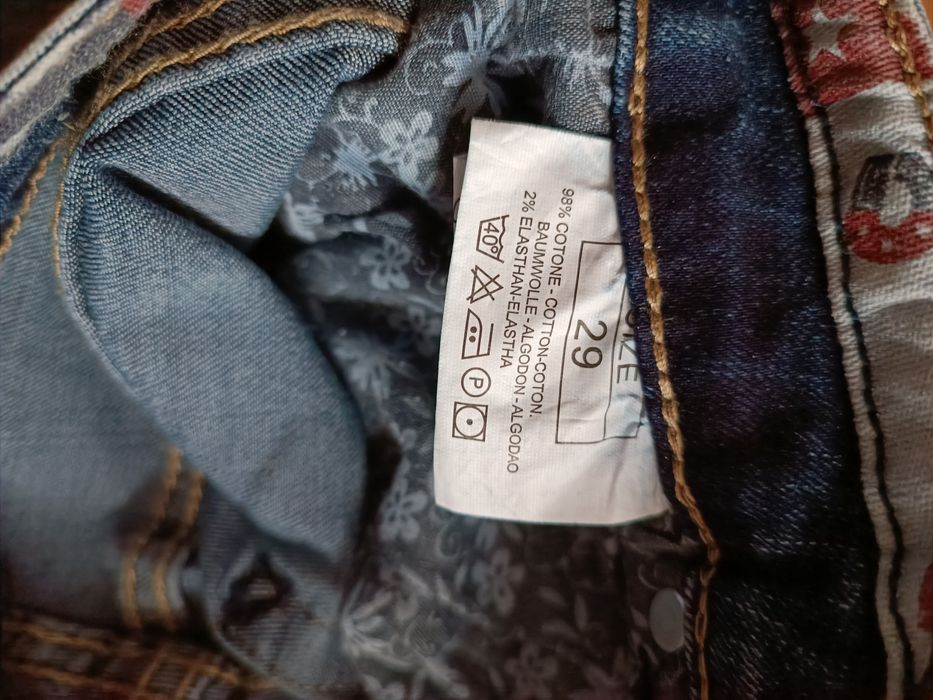 SIZE
29
98% COTONE - COTTON-COTON.
BAUMWOLLE - ALGODON - ALGODAO
2% ELASTHAN-ELASTHA
40°
P